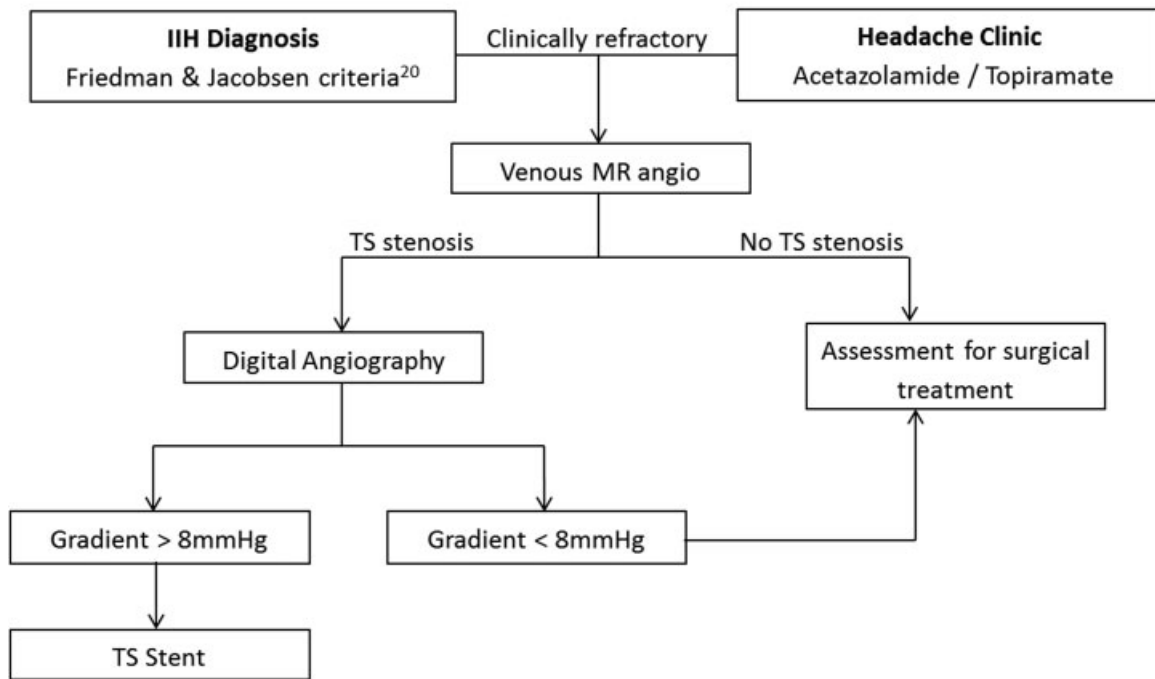 IIH Diagnosis
Friedman & Jacobsen criteria20
Clinically refractory
Headache Clinic
Acetazolamide / Topiramate
Venous MR angio
TS stenosis
No TS stenosis
Digital Angiography
Assessment for surgical
treatment
Gradient > 8mmHg
Gradient < 8mmHg
TS Stent